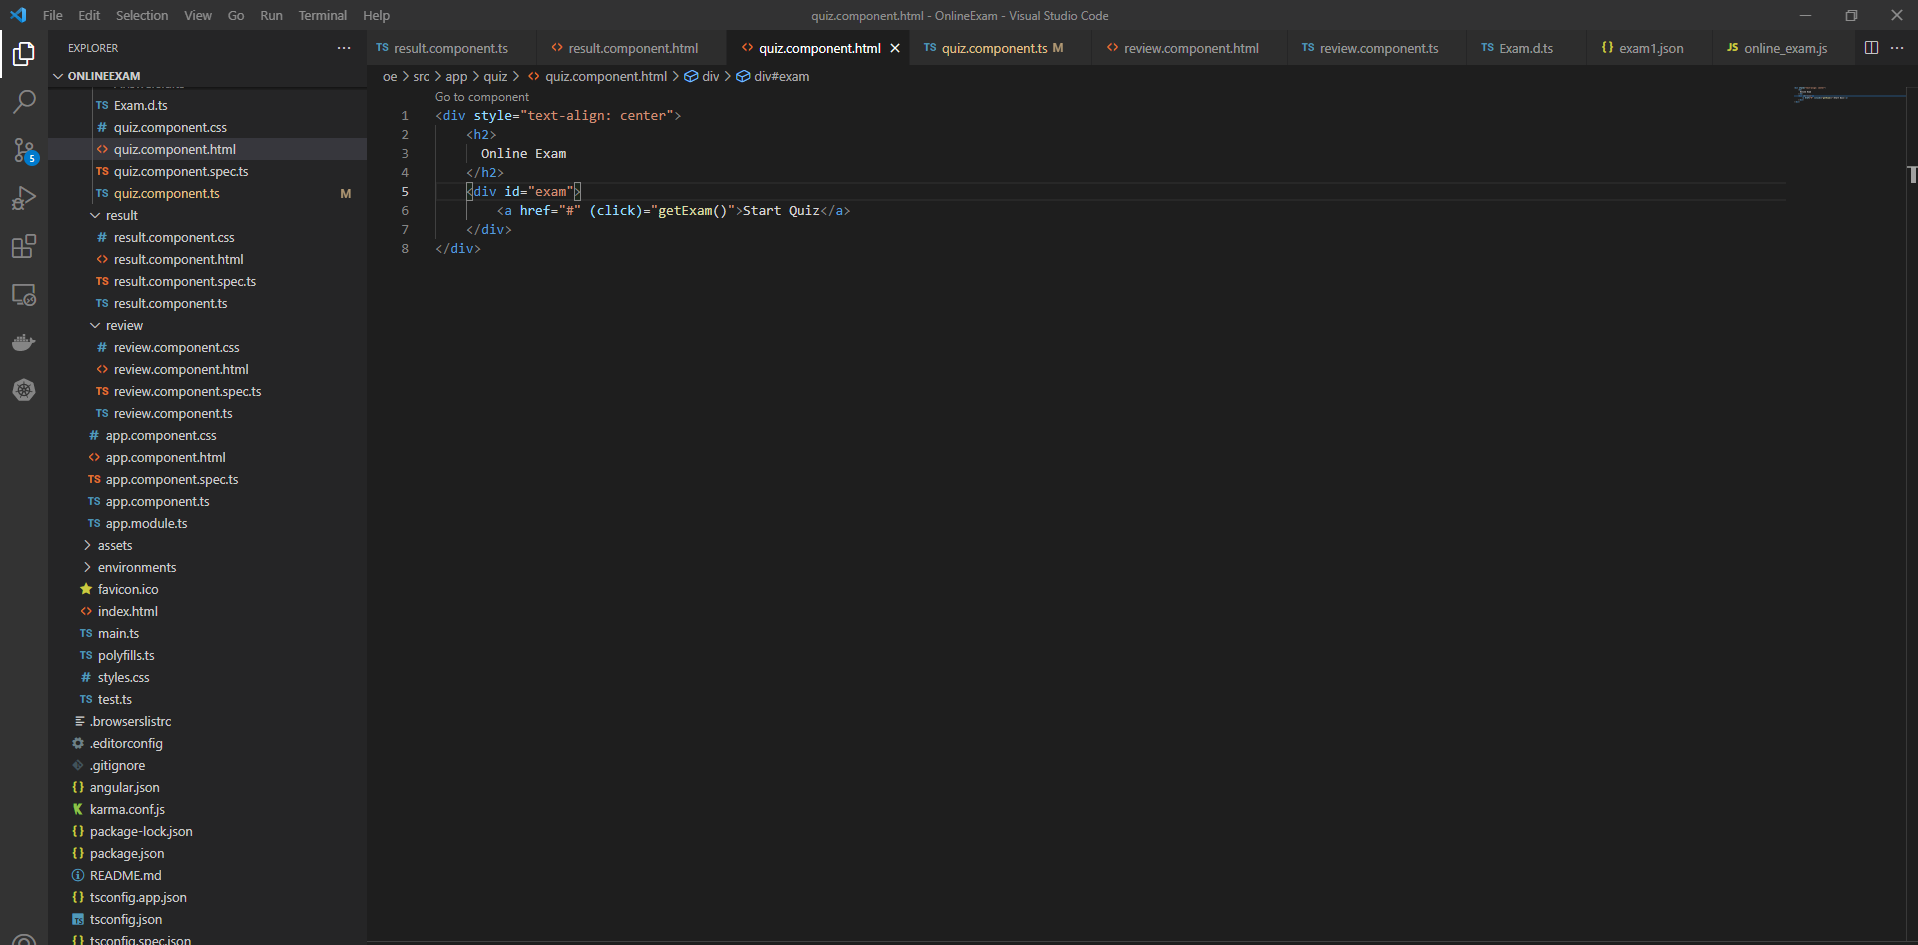 File Edit Selection View Go Run Terminal Help
quiz.component.html - OnlineExam - Visual Studio Code
EXPLORER
ONLINEEXAM
TS Exam.d.ts
# quiz.component.css
<> quiz.component.html
TS quiz.component.spec.ts
TS quiz.component.ts M
result
# result.component.css
<> result.component.html
TS result.component.spec.ts
TS result.component.ts
review
# review.component.css
<> review.component.html
TS review.component.spec.ts
TS review.component.ts
# app.component.css
<> app.component.html
TS app.component.spec.ts
TS app.component.ts
TS app.module.ts
assets
environments
favicon.ico
<> index.html
TS main.ts
TS polyfills.ts
# styles.css
TS test.ts
.browserslistrc
.editorconfig
.gitignore
{} angular.json
karma.conf.js
{} package-lock.json
{} package.json
README.md
{} tsconfig.app.json
TS tsconfig.json
{} tsconfig.spec.json
5
TS result.component.ts <> result.component.html <> quiz.component.html TS quiz.component.ts M <> review.component.html TS review.component.ts TS Exam.d.ts {} exam1.json JS online_exam.js
oe > src > app > quiz > <> quiz.component.html > div > div#exam
Go to component
1 <div style="text-align: center">
2 <h2>
3 Online Exam
4 </h2>
5 <div id="exam">
6 <a href="#" (click)="getExam()">Start Quiz</a>
7 </div>
8 </div>